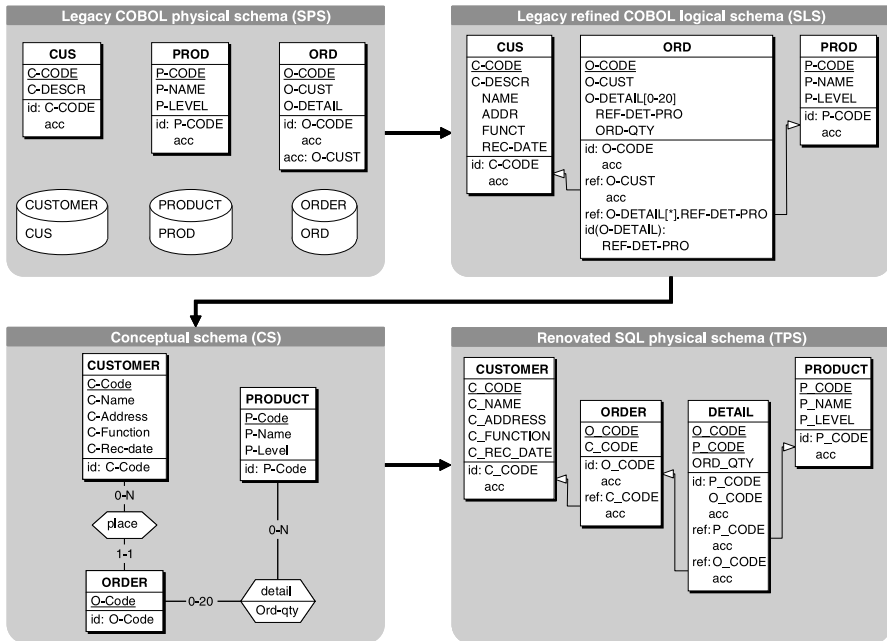 Legacy COBOL physical schema (SPS)
CUS
C-CODE
C-DESCR
id: C-CODE
acc
PROD
P-CODE
P-NAME
P-LEVEL
id: P-CODE
acc
ORD
O-CODE
O-CUST
O-DETAIL
id: O-CODE
acc
acc: O-CUST
CUSTOMER
CUS
PRODUCT
PROD
ORDER
ORD
Legacy refined COBOL logical schema (SLS)
CUS
C-CODE
C-DESCR
NAME
ADDR
FUNCT
REC-DATE
id: C-CODE
acc
ORD
O-CODE
O-CUST
O-DETAIL[0-20]
REF-DET-PRO
ORD-QTY
id: O-CODE
acc
ref: O-CUST
acc
ref: O-DETAIL[*].REF-DET-PRO
id(O-DETAIL):
REF-DET-PRO
PROD
P-CODE
P-NAME
P-LEVEL
id: P-CODE
acc
Conceptual schema (CS)
CUSTOMER
C-Code
C-Name
C-Address
C-Function
C-Rec-date
id: C-Code
0-N
place
1-1
ORDER
O-Code
id: O-Code
0-20
detail
Ord-qty
0-N
PRODUCT
P-Code
P-Name
P-Level
id: P-Code
Renovated SQL physical schema (TPS)
CUSTOMER
C_CODE
C_NAME
C_ADDRESS
C_FUNCTION
C_REC_DATE
id: C_CODE
acc
ORDER
O_CODE
C_CODE
id: O_CODE
acc
ref: C_CODE
acc
DETAIL
O_CODE
P_CODE
ORD_QTY
id: P_CODE
O_CODE
acc
ref: P_CODE
acc
ref: O_CODE
acc
PRODUCT
P_CODE
P_NAME
P_LEVEL
id: P_CODE
acc